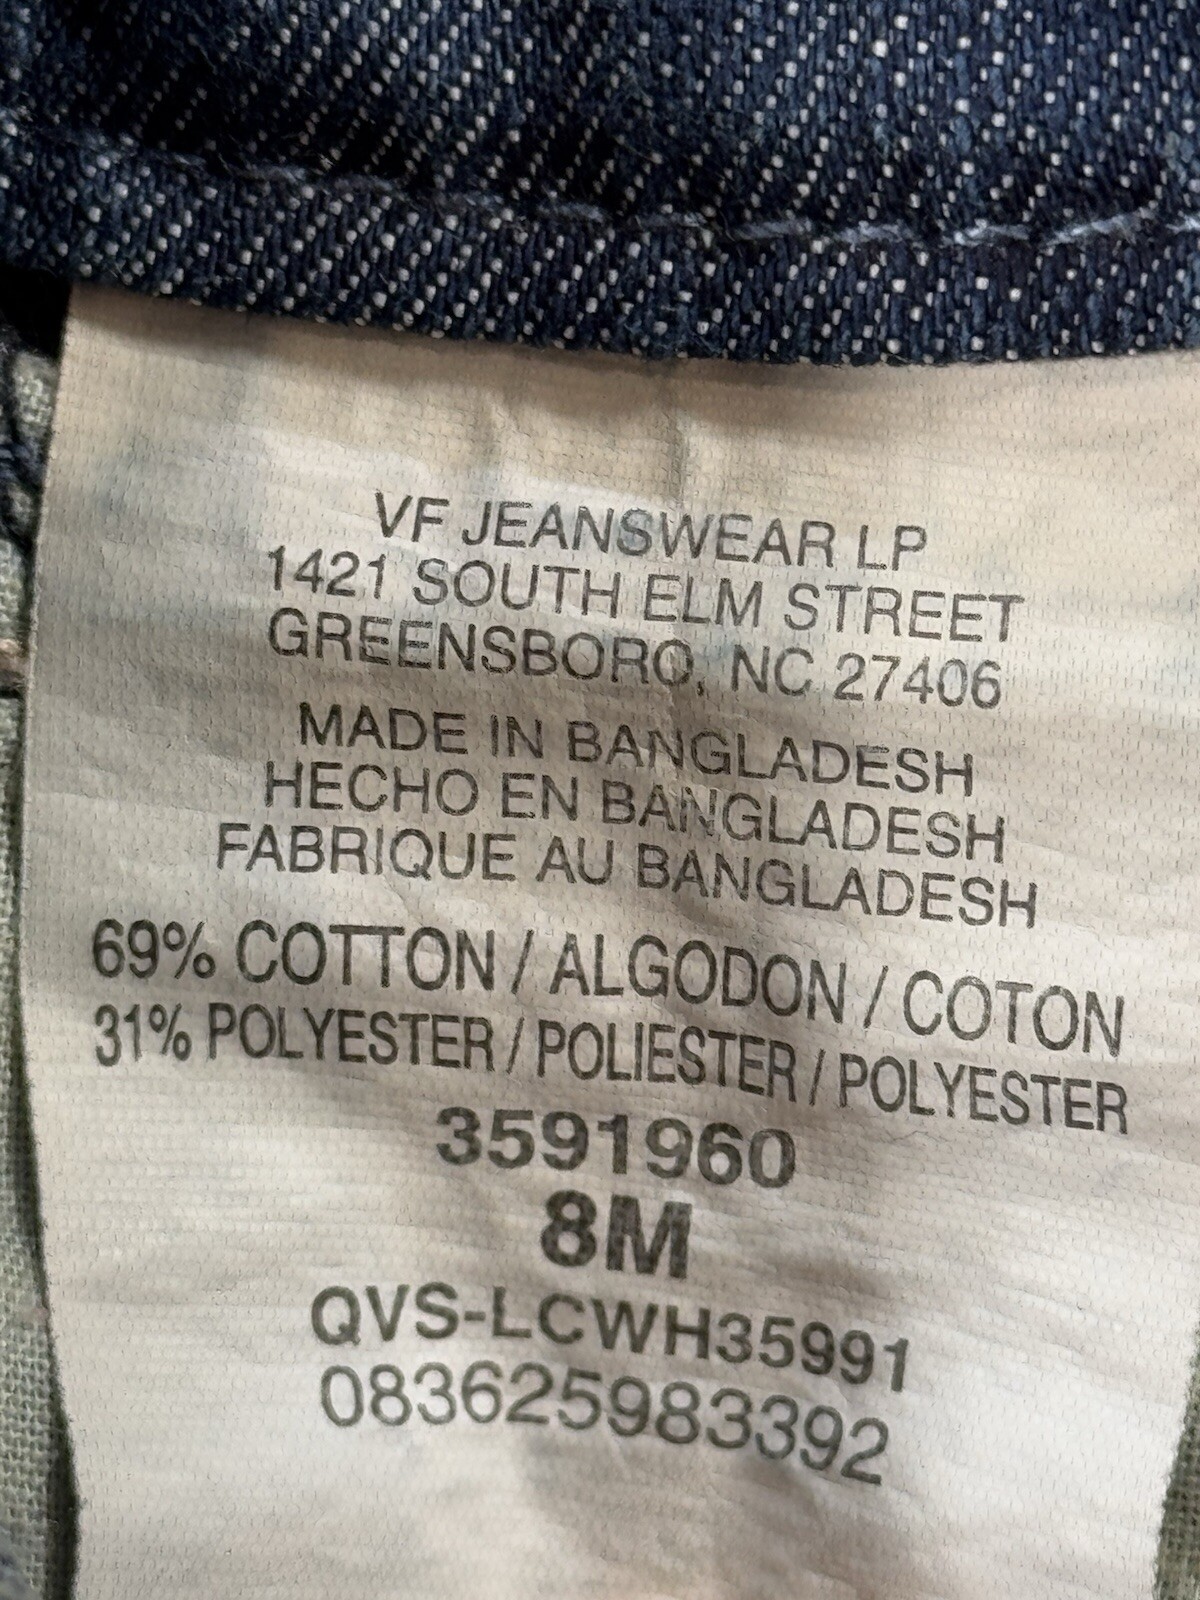 VF JEANSWEAR LP
1421 SOUTH ELM STREET
GREENSBORO, NC 27406
MADE IN BANGLADESH
HECHO EN BANGLADESH
FABRIQUE AU BANGLADESH
69% COTTON / ALGODON / COTON
31% POLYESTER / POLIESTER / POLYESTER
3591960
8M
QVS-LCWH35991
083625983392